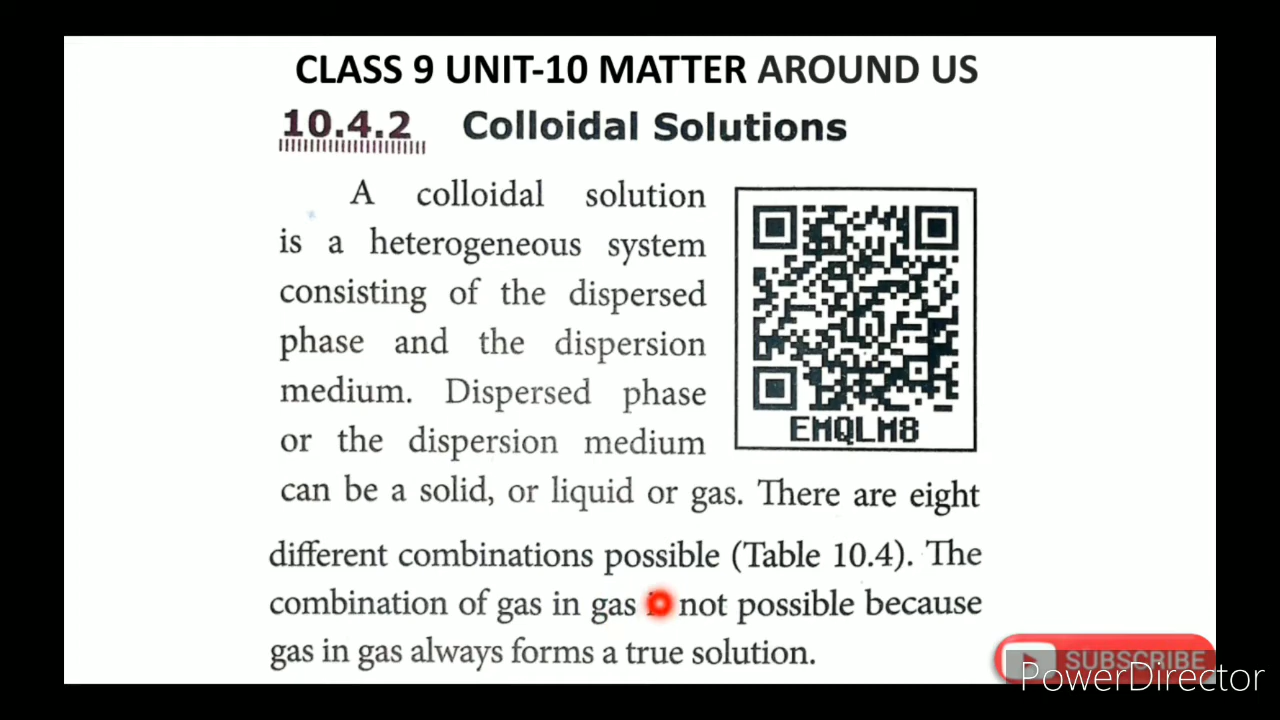 CLASS 9 UNIT-10 MATTER AROUND US
10.4.2 Colloidal Solutions
A colloidal solution
is a heterogeneous system
consisting of the dispersed
phase and the dispersion
medium. Dispersed phase
or the dispersion medium
can be a solid, or liquid or gas. There are eight
different combinations possible (Table 10.4). The
combination of gas in gas not possible because
gas in gas always forms a true solution.
EMQLM8
SUBSCRIBE
PowerDirector